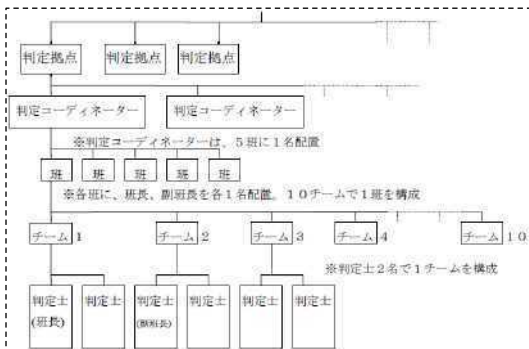 判定拠点 判定拠点 判定拠点
判定コーディネーター 判定コーディネーター
※判定コーディネーターは、5班に1名配置
班 班 班 班 班
※各班に、班長、副班長を各1名配置。10チームで1班を構成
チーム1 チーム2 チーム3 チーム4 チーム10
※判定士2名で1チームを構成
判定士 判定士 判定士 判定士 判定士 判定士
(班長) (副班長)